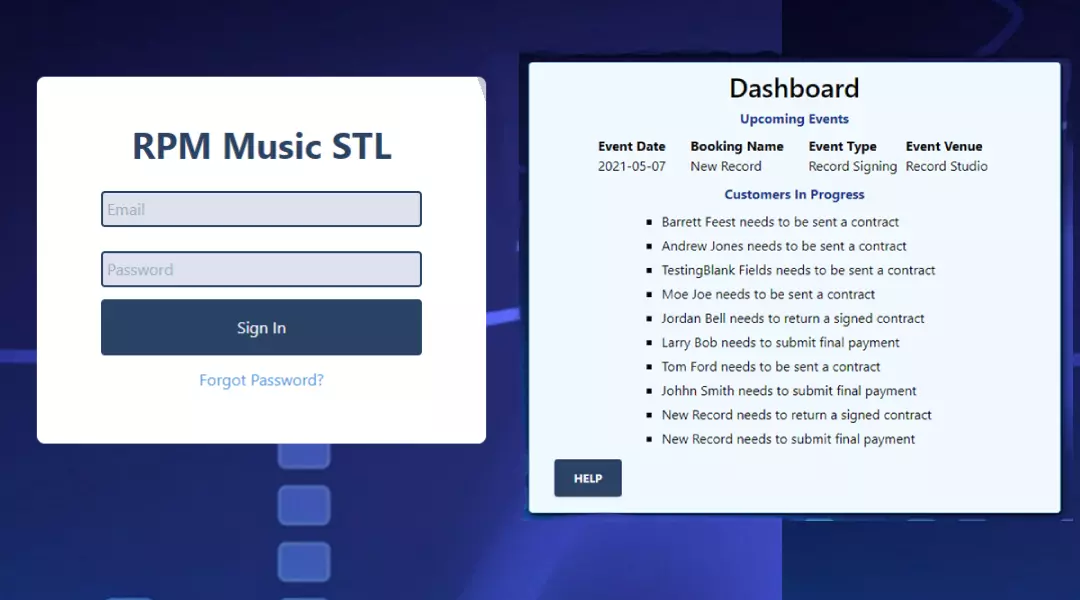 RPM Music STL
Email
Password
Sign In
Forgot Password?
Dashboard
Upcoming Events
Event Date Booking Name Event Type Event Venue
2021-05-07 New Record Record Signing Record Studio
Customers In Progress
Barrett Feest needs to be sent a contract
Andrew Jones needs to be sent a contract
TestingBlank Fields needs to be sent a contract
Moe Joe needs to be sent a contract
Jordan Bell needs to return a signed contract
Larry Bob needs to submit final payment
Tom Ford needs to be sent a contract
Johhn Smith needs to submit final payment
New Record needs to return a signed contract
New Record needs to submit final payment
HELP